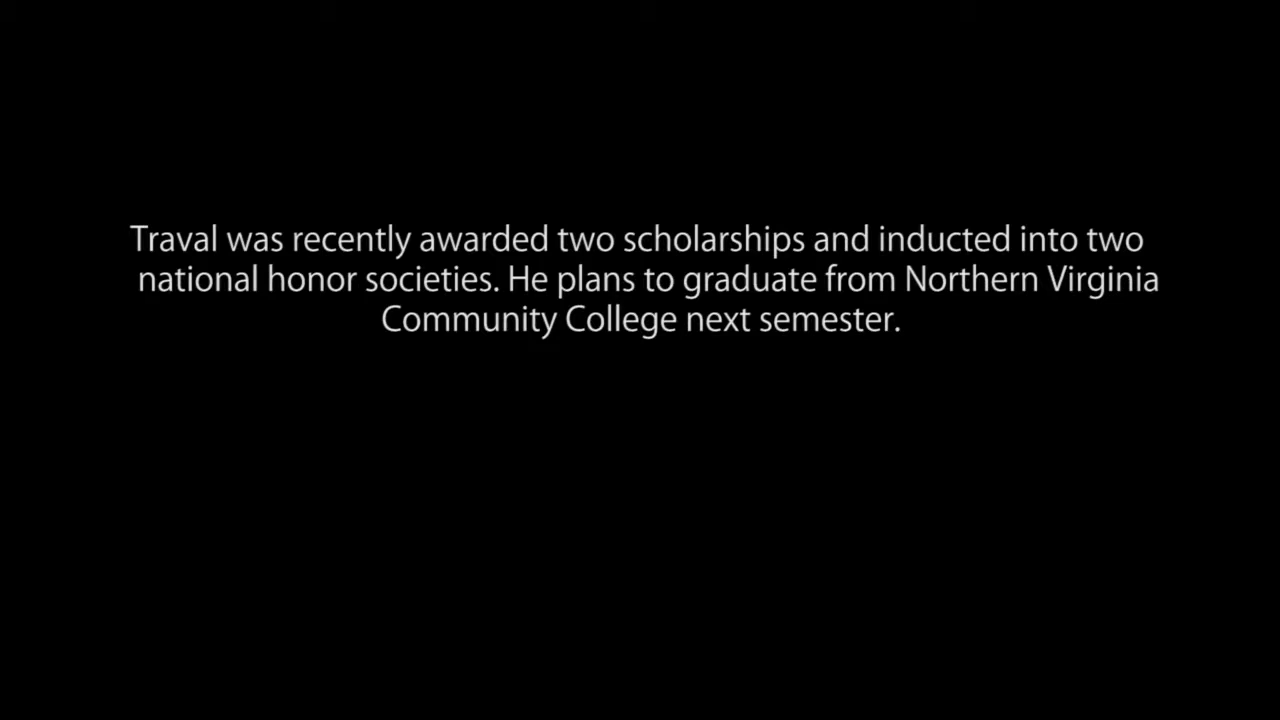 Traval was recently awarded two scholarships and inducted into two
national honor societies. He plans to graduate from Northern Virginia
Community College next semester.